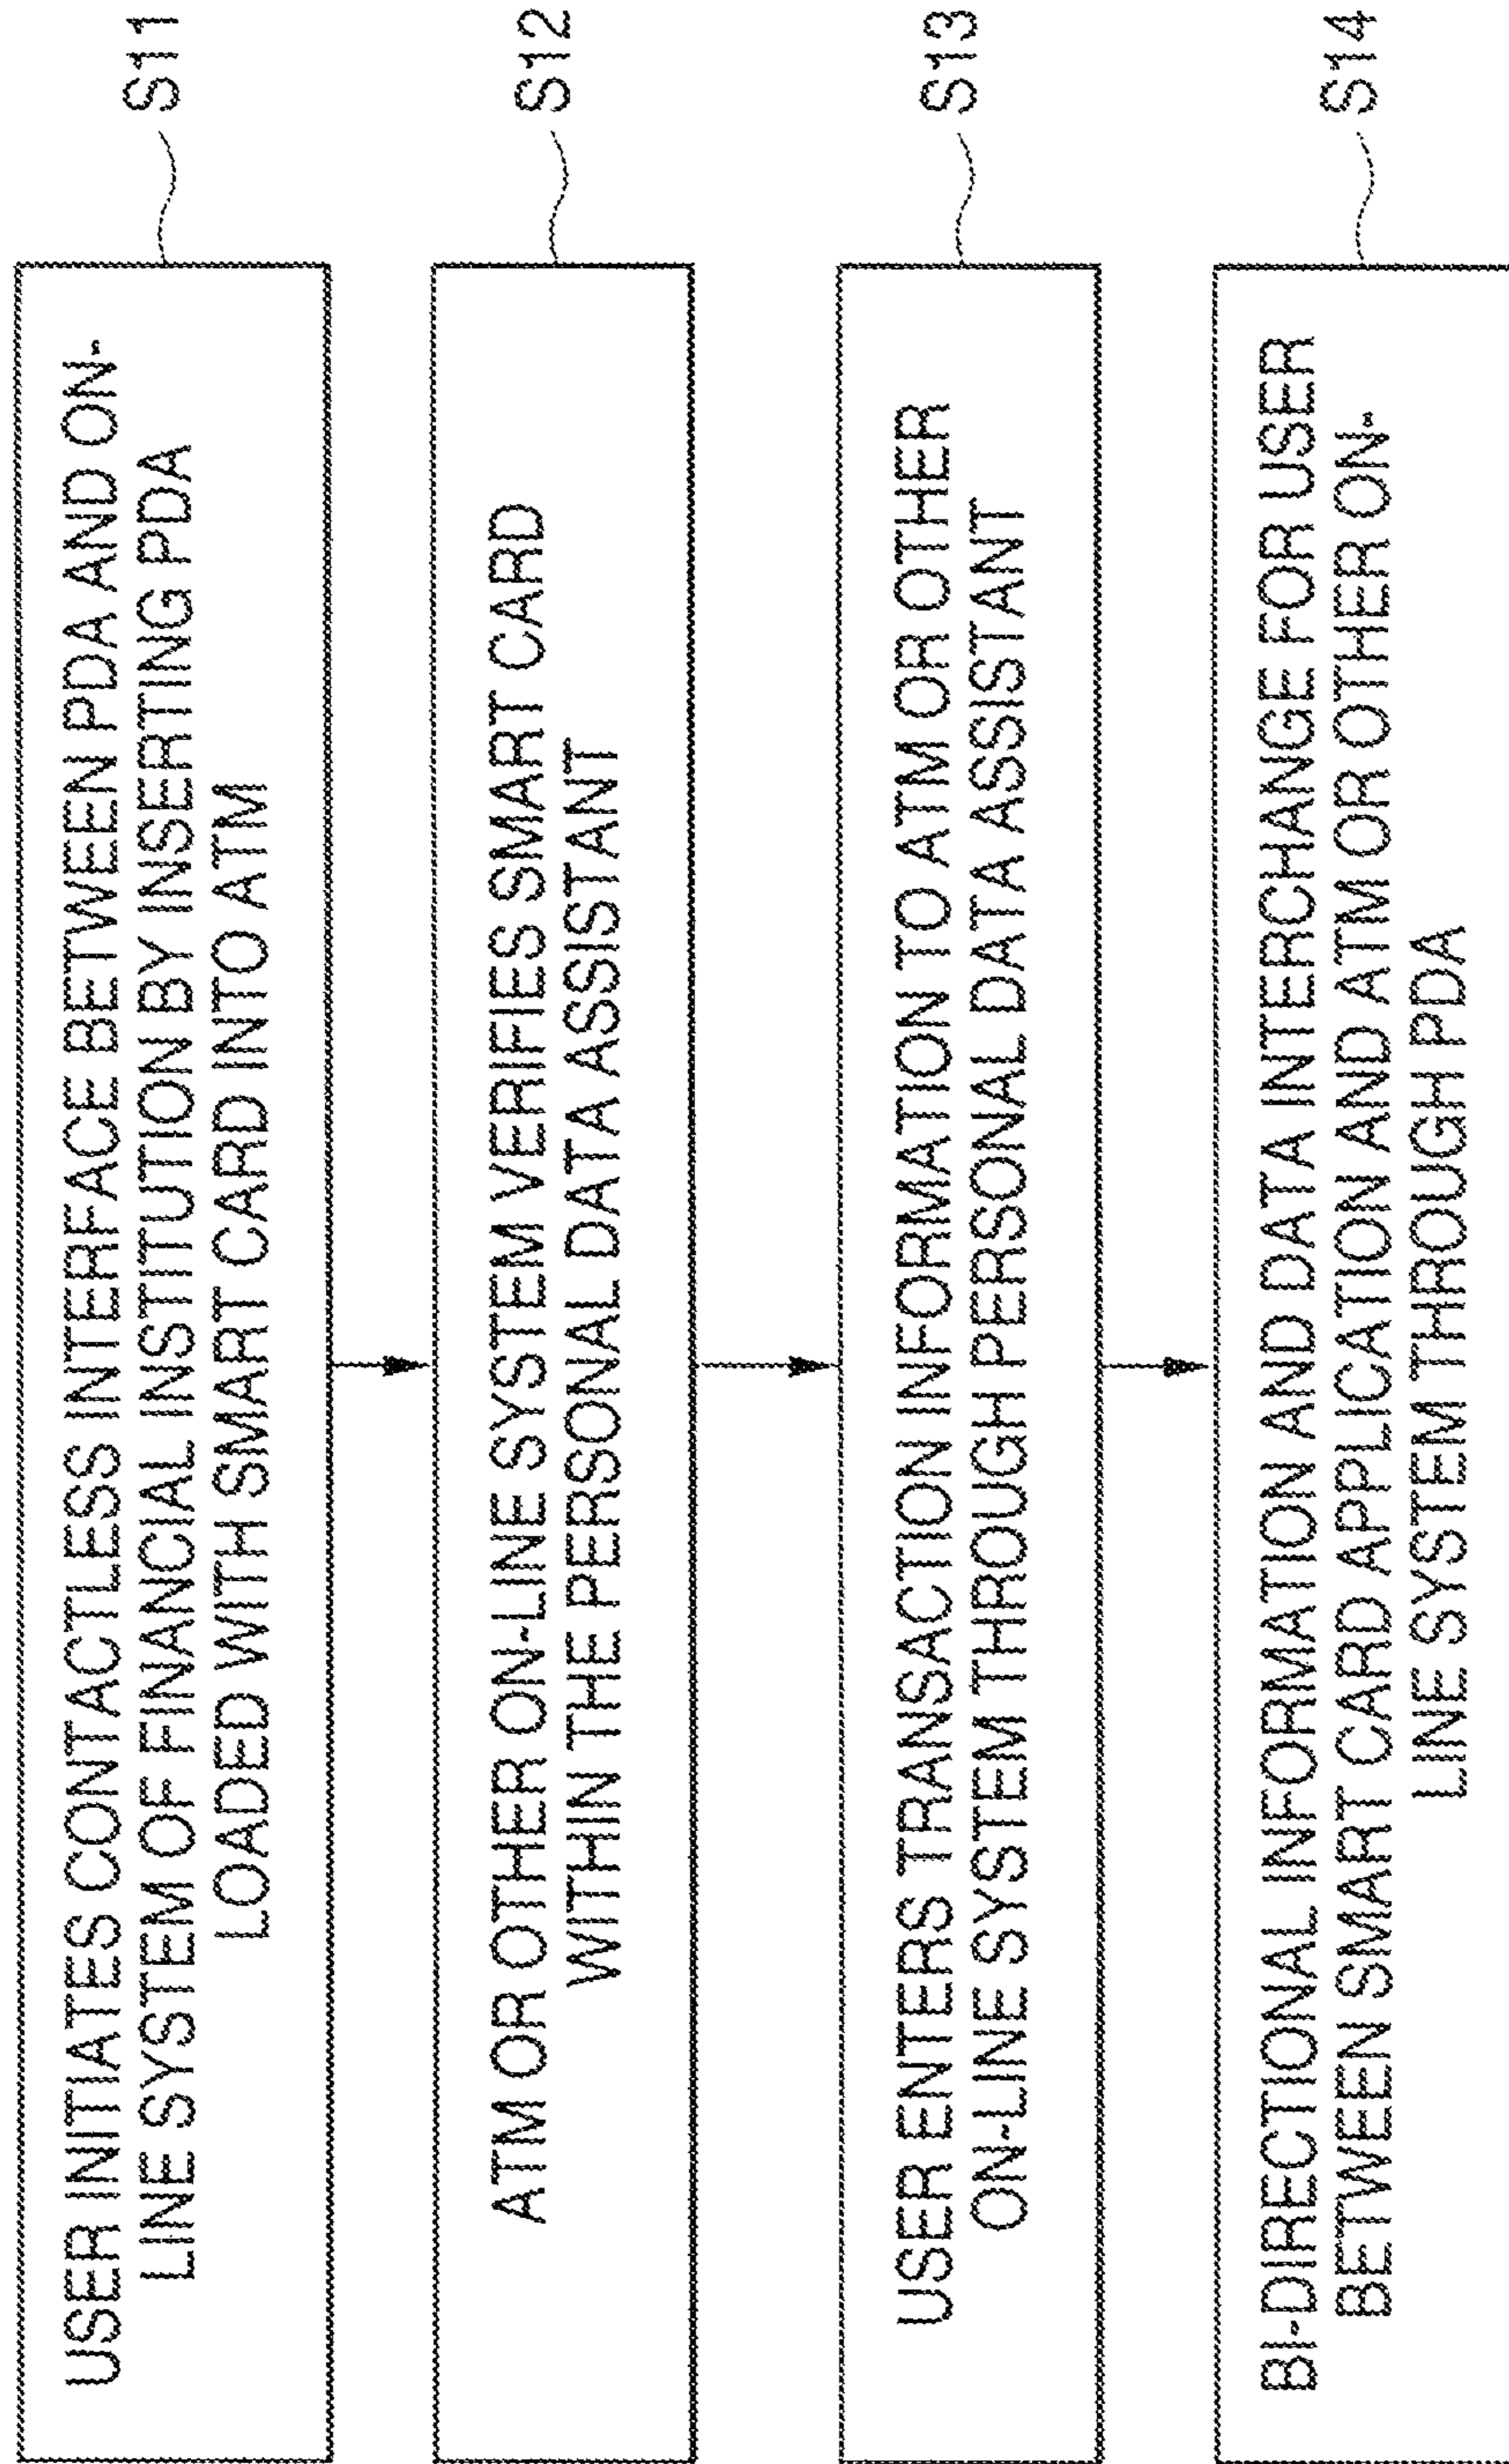 USER INITIATES CONTACTLESS INTERFACE BETWEEN PDA AND ON-
LINE SYSTEM OF FINANCIAL INSTITUTION BY INSERTING PDA
LOADED WITH SMART CARD INTO ATM
S11
ATM OR OTHER ON-LINE SYSTEM VERIFIES SMART CARD
WITHIN THE PERSONAL DATA ASSISTANT
S12
USER ENTERS TRANSACTION INFORMATION TO ATM OR OTHER
ON-LINE SYSTEM THROUGH PERSONAL DATA ASSISTANT
S13
BI-DIRECTIONAL INFORMATION AND DATA INTERCHANGE FOR USER
BETWEEN SMART CARD APPLICATION AND ATM OR OTHER ON-
LINE SYSTEM THROUGH PDA
S14